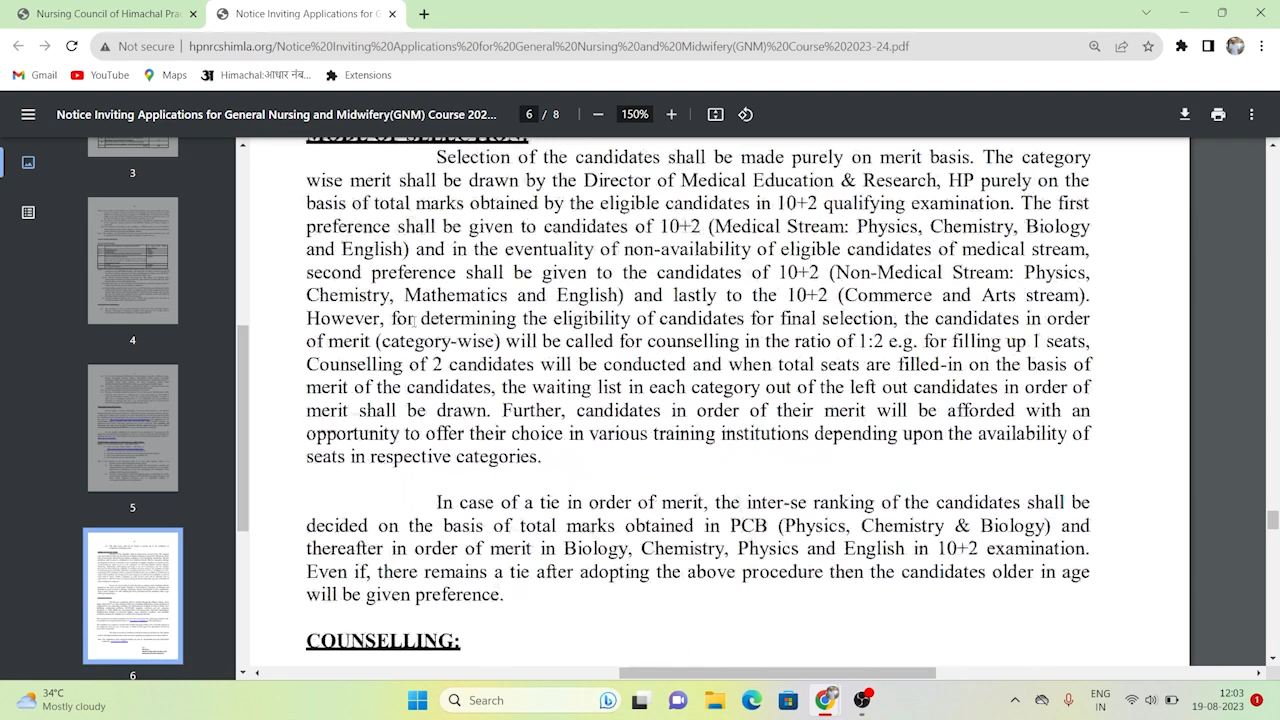 Nursing Council of Himachal Pra
Notice Inviting Applications for G
Not secure
hpnrcshimla.org/Notice%20Inviting%20Applications%20for%20General%20Nursing%20and%20Midwifery(GNM)%20Course%202023-24.pdf
Gmail YouTube Maps Himachal:आधार नंब... Extensions
Notice Inviting Applications for General Nursing and Midwifery(GNM) Course 202...
6 / 8 150%
3
4
5
6
MODE OF SELECTION:
Selection of the candidates shall be made purely on merit basis. The category
wise merit shall be drawn by the Director of Medical Education & Research, HP purely on the
basis of total marks obtained by the eligible candidates in 10+2 qualifying examination. The first
preference shall be given to candidates of 10+2 (Medical Stream: Physics, Chemistry, Biology
and English) and in the eventuality of non-availability of eligible candidates of medical stream,
second preference shall be given to the candidates of 10+2 (Non-Medical Stream: Physics,
Chemistry, Mathematics and English) and lastly to the 10+2 (Commerce and Arts stream).
However, for determining the eligibility of candidates for final selection, the candidates in order
of merit (category-wise) will be called for counselling in the ratio of 1:2 e.g. for filling up 1 seats,
Counselling of 2 candidates will be conducted and when total seats are filled-in on the basis of
merit of the candidates, the waiting list in each category out of the left out candidates in order of
merit shall be drawn. Further candidates in order of their merit will be afforded with an
opportunity to offer their choice in various training institutions depending upon the availability of
seats in respective categories.
In case of a tie in order of merit, the inter-se ranking of the candidates shall be
decided on the basis of total marks obtained in PCB (Physics, Chemistry & Biology) and
thereafter in order of merit in Biology, Chemistry, Physics and English in 10+2 examination.
Even if, there remains a tie after adopting the above procedure then the candidates older in age
will be given preference.
COUNSELLING:
34°C
Mostly cloudy
Search
ENG
IN
12:03
19-08-2023
1